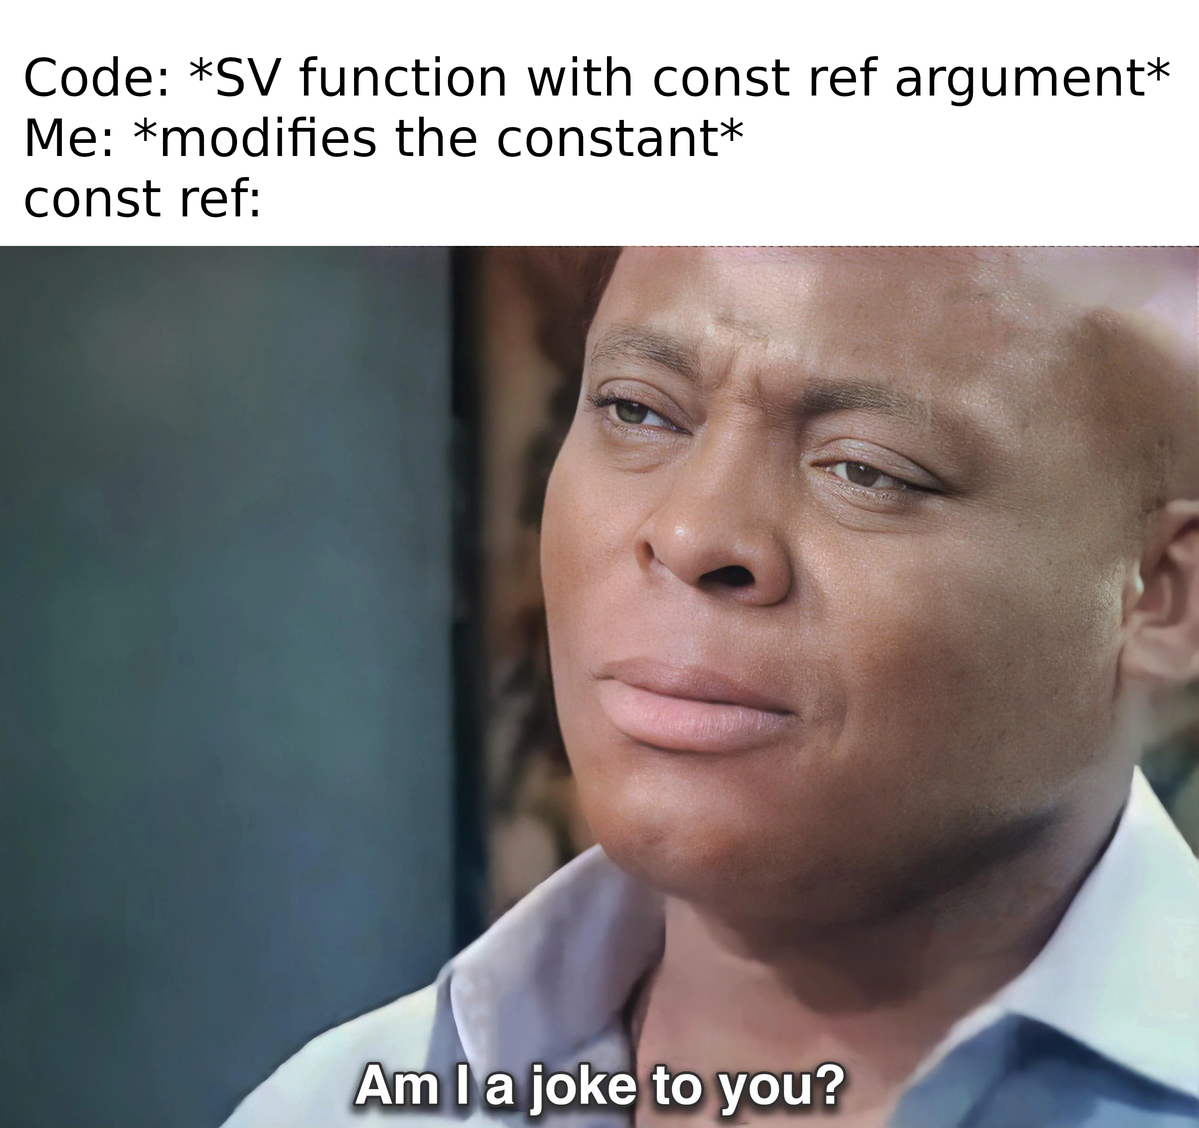 Code: *SV function with const ref argument*
Me: *modifies the constant*
const ref:
Am I a joke to you?